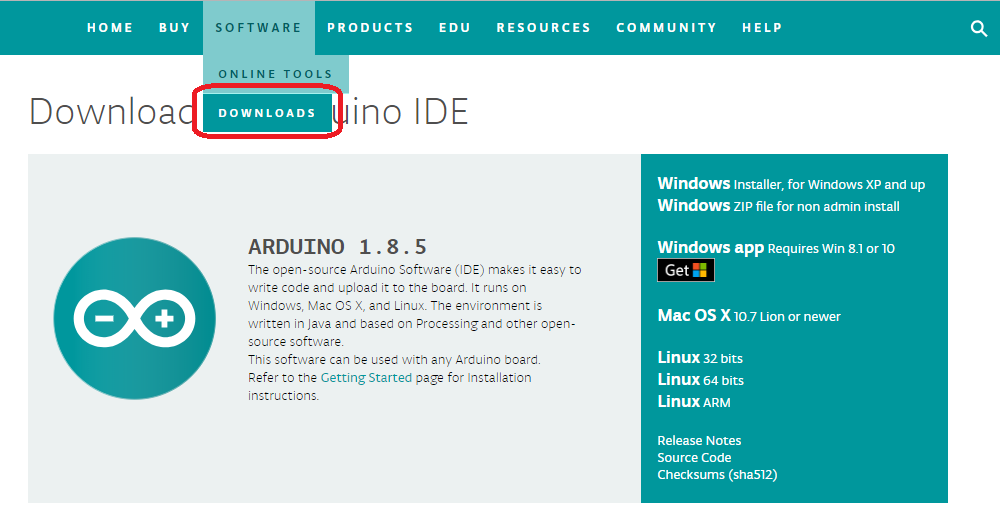 HOME BUY SOFTWARE PRODUCTS EDU RESOURCES COMMUNITY HELP
ONLINE TOOLS
DOWNLOADS
Download uino IDE
ARDUINO 1.8.5
The open-source Arduino Software (IDE) makes it easy to
write code and upload it to the board. It runs on
Windows, Mac OS X, and Linux. The environment is
written in Java and based on Processing and other open-
source software.
This software can be used with any Arduino board.
Refer to the Getting Started page for Installation
instructions.
Windows Installer, for Windows XP and up
Windows ZIP file for non admin install
Windows app Requires Win 8.1 or 10
Get
Mac OS X 10.7 Lion or newer
Linux 32 bits
Linux 64 bits
Linux ARM
Release Notes
Source Code
Checksums (sha512)